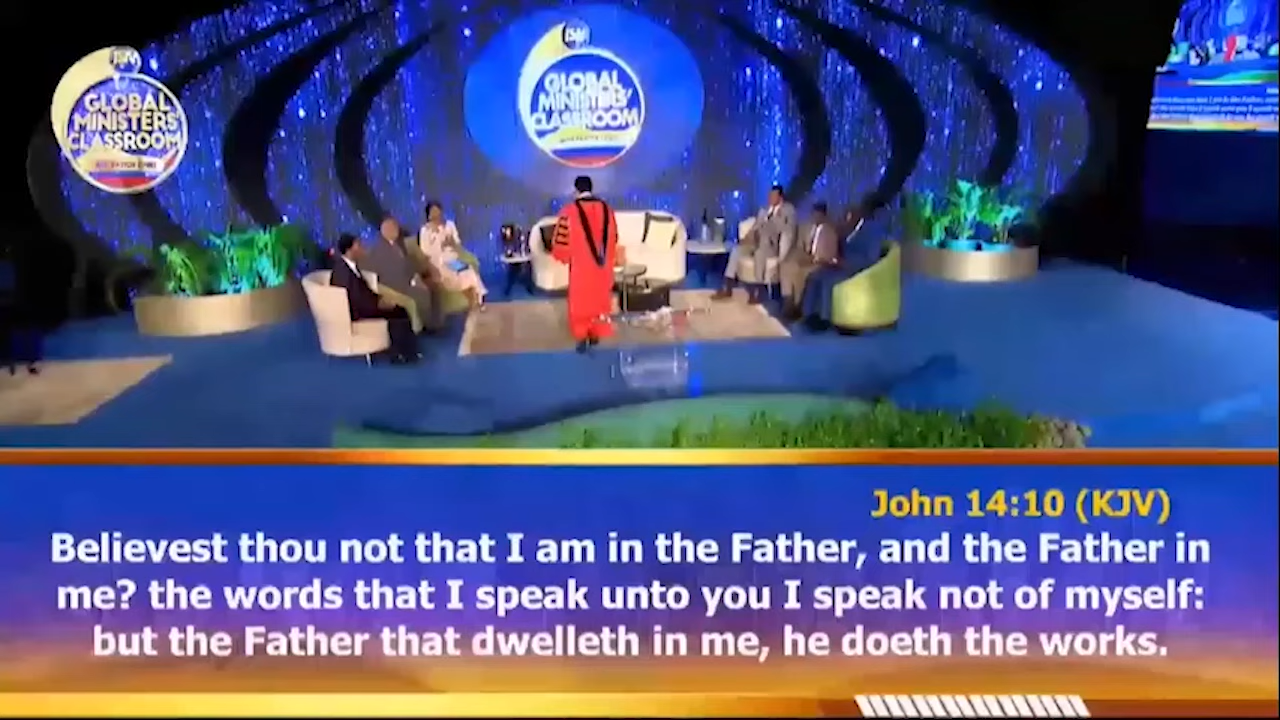 ISM
GLOBAL
MINISTERS'
CLASSROOM
GLOBAL
MINISTERS'
CLASSROOM
John 14:10 (KJV)
Believest thou not that I am in the Father, and the Father in
me? the words that I speak unto you I speak not of myself:
but the Father that dwelleth in me, he doeth the works.